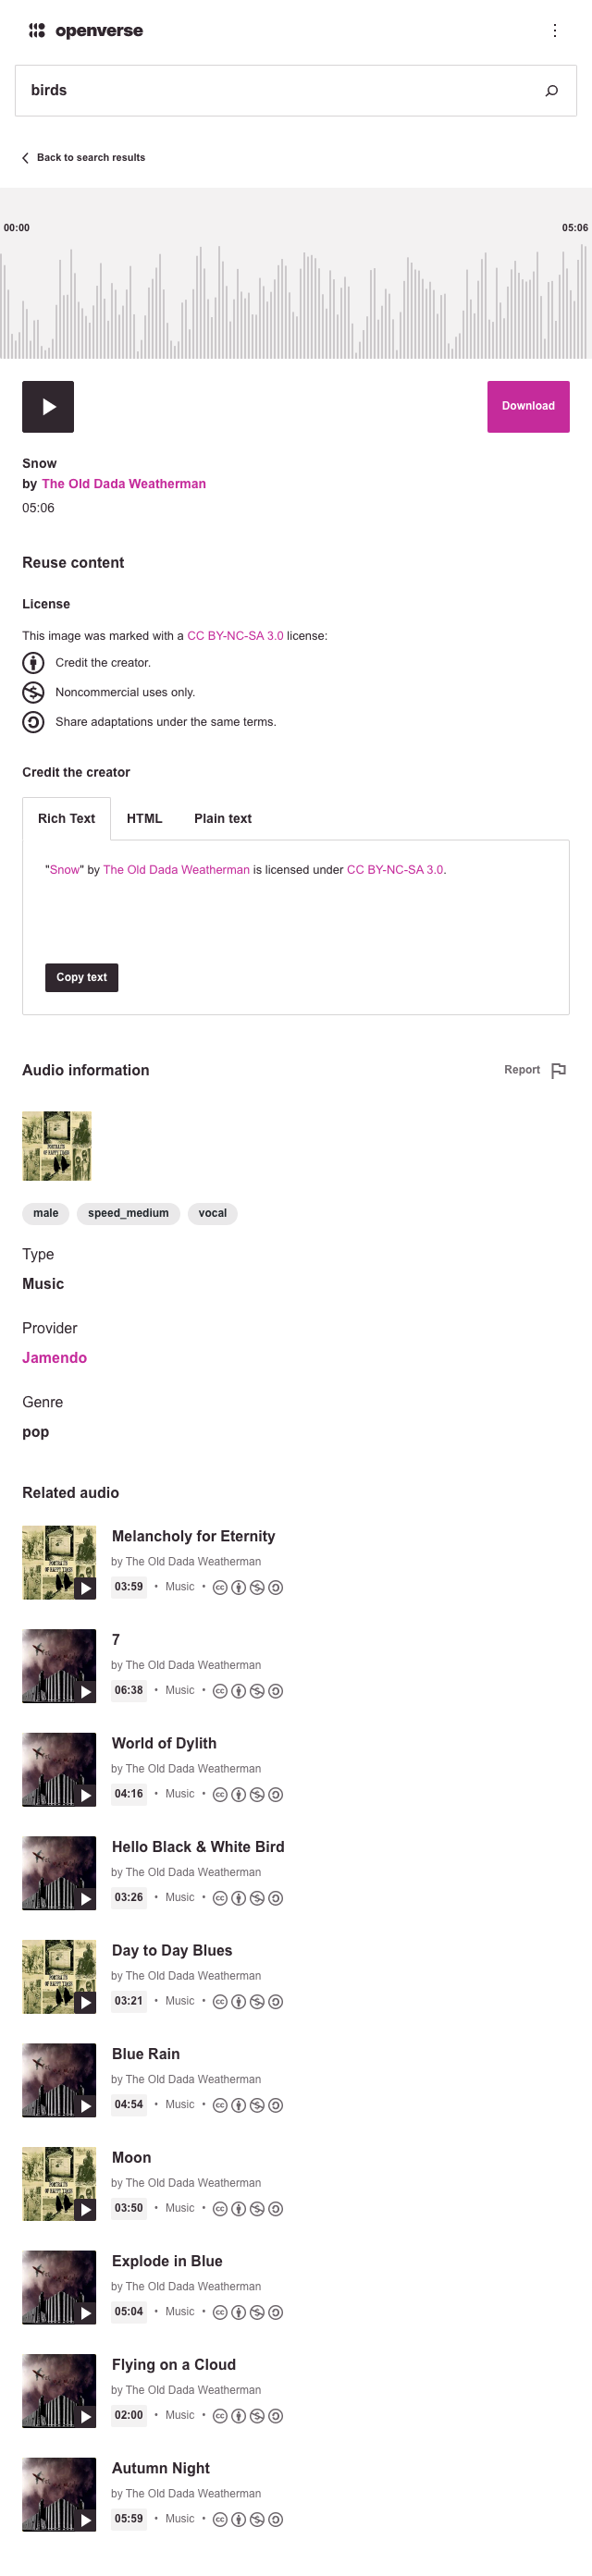 openverse
birds
Back to search results
00:00 05:06
Download
Snow
by The Old Dada Weatherman
05:06
Reuse content
License
This image was marked with a CC BY-NC-SA 3.0 license:
Credit the creator.
Noncommercial uses only.
Share adaptations under the same terms.
Credit the creator
Rich Text HTML Plain text
"Snow" by The Old Dada Weatherman is licensed under CC BY-NC-SA 3.0.
Copy text
Audio information Report
PORTRAITS
OF HAPPY TIMES
male speed_medium vocal
Type
Music
Provider
Jamendo
Genre
pop
Related audio
Melancholy for Eternity
by The Old Dada Weatherman
03:59 • Music •
7
by The Old Dada Weatherman
06:38 • Music •
World of Dylith
by The Old Dada Weatherman
04:16 • Music •
Hello Black & White Bird
by The Old Dada Weatherman
03:26 • Music •
Day to Day Blues
by The Old Dada Weatherman
03:21 • Music •
Blue Rain
by The Old Dada Weatherman
04:54 • Music •
Moon
by The Old Dada Weatherman
03:50 • Music •
Explode in Blue
by The Old Dada Weatherman
05:04 • Music •
Flying on a Cloud
by The Old Dada Weatherman
02:00 • Music •
Autumn Night
by The Old Dada Weatherman
05:59 • Music •